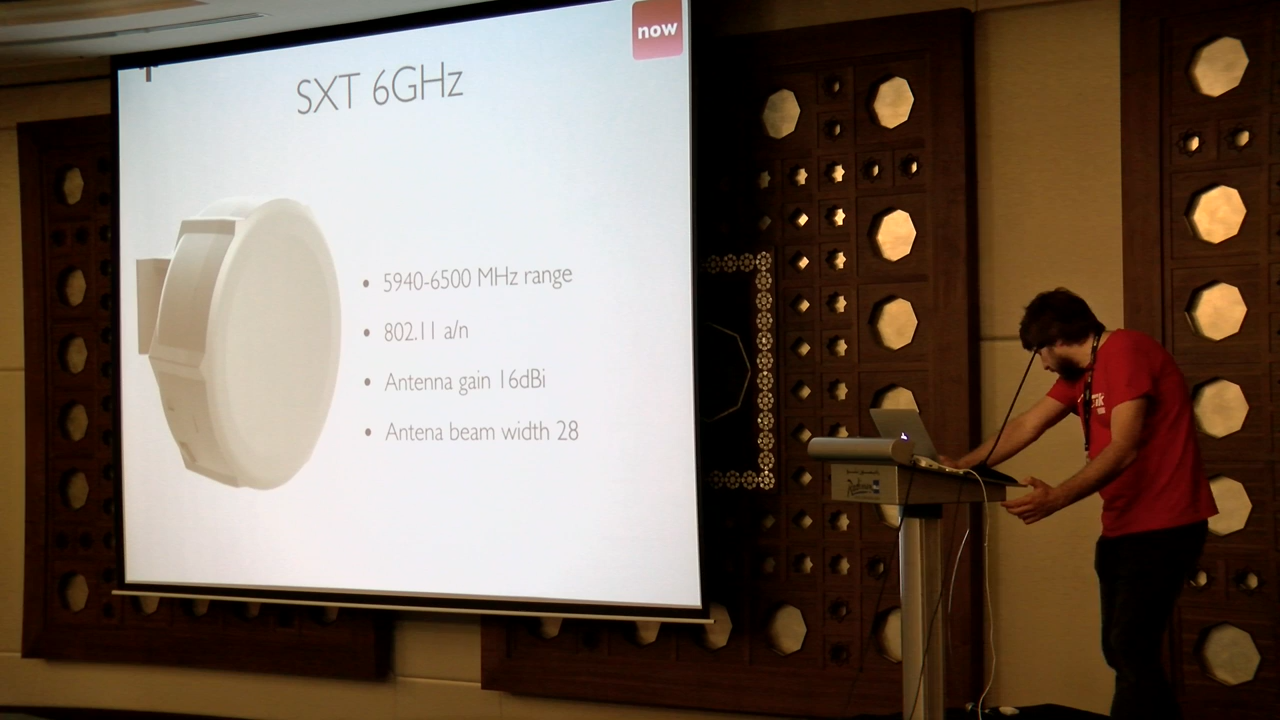 now
SXT 6GHz
• 5940-6500 MHz range
• 802.11 a/n
• Antenna gain 16dBi
• Antena beam width 28